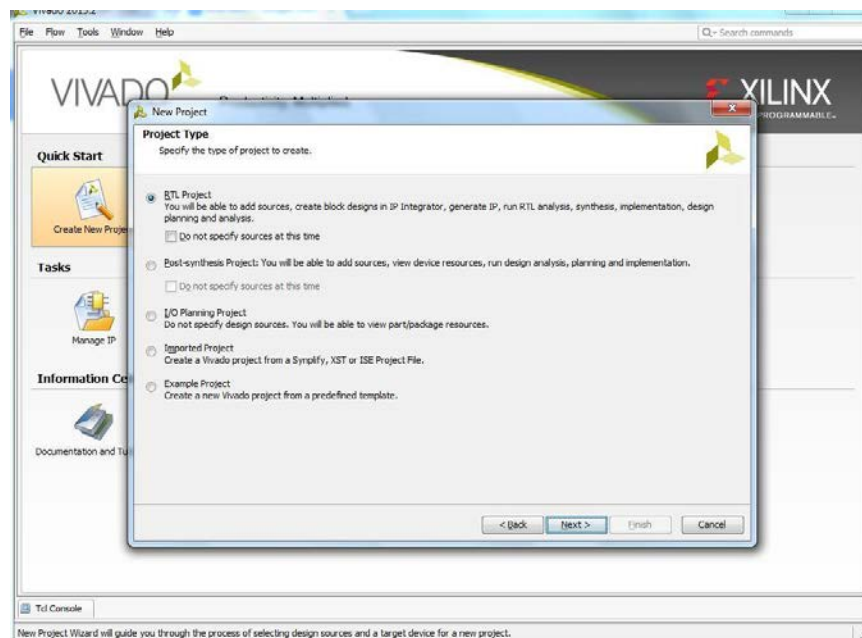 Vivado 2015.2
File Flow Tools Window Help
Search commands
VIVADO
XILINX
PROGRAMMABLE.
Quick Start
Create New Proje
Tasks
Manage IP
Information Ce
Documentation and Tu
New Project
Project Type
Specify the type of project to create.
RTL Project
You will be able to add sources, create block designs in IP Integrator, generate IP, run RTL analysis, synthesis, implementation, design
planning and analysis.
Do not specify sources at this time
Post-synthesis Project: You will be able to add sources, view device resources, run design analysis, planning and implementation.
Do not specify sources at this time
I/O Planning Project
Do not specify design sources. You will be able to view part/package resources.
Imported Project
Create a Vivado project from a Synplify, XST or ISE Project File.
Example Project
Create a new Vivado project from a predefined template.
< Back Next > Finish Cancel
Tcl Console
New Project Wizard will guide you through the process of selecting design sources and a target device for a new project.